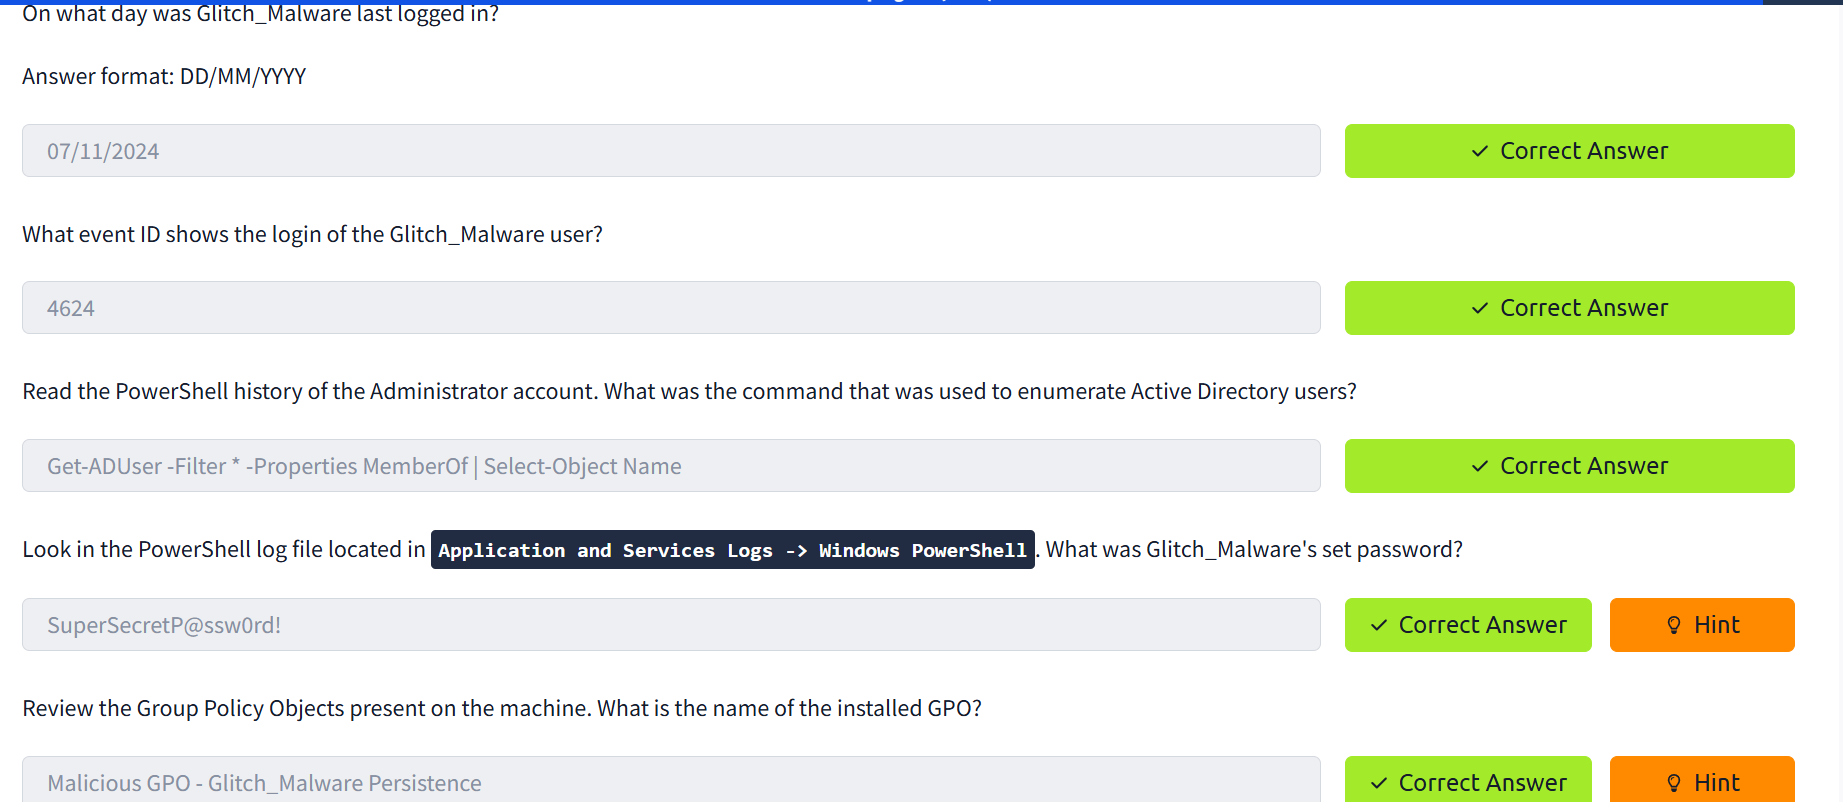 On what day was Glitch_Malware last logged in?
Answer format: DD/MM/YYYY
07/11/2024
Correct Answer
What event ID shows the login of the Glitch_Malware user?
4624
Correct Answer
Read the PowerShell history of the Administrator account. What was the command that was used to enumerate Active Directory users?
Get-ADUser -Filter * -Properties MemberOf | Select-Object Name
Correct Answer
Look in the PowerShell log file located in Application and Services Logs -> Windows PowerShell. What was Glitch_Malware's set password?
SuperSecretP@ssw0rd!
Correct Answer
Hint
Review the Group Policy Objects present on the machine. What is the name of the installed GPO?
Malicious GPO - Glitch_Malware Persistence
Correct Answer
Hint